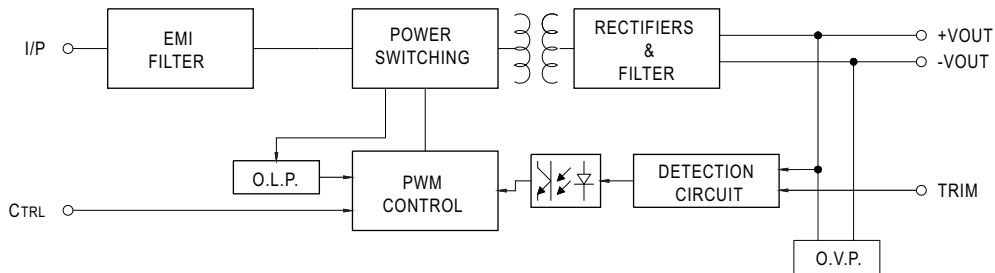 I/P
EMI
FILTER
POWER
SWITCHING
RECTIFIERS
&
FILTER
+VOUT
-VOUT
O.L.P.
PWM
CONTROL
DETECTION
CIRCUIT
TRIM
CTRL
O.V.P.